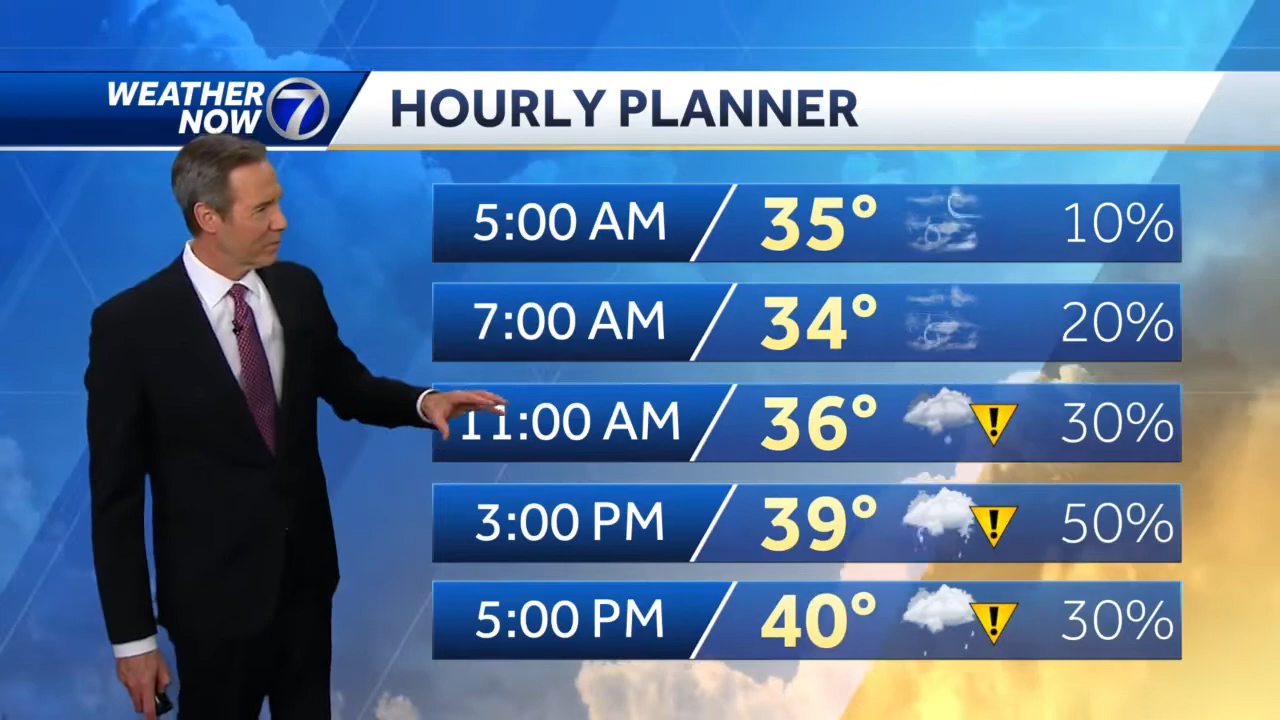 WEATHER
NOW 7
HOURLY PLANNER
5:00 AM 35° 10%
7:00 AM 34° 20%
11:00 AM 36° ! 30%
3:00 PM 39° ! 50%
5:00 PM 40° ! 30%